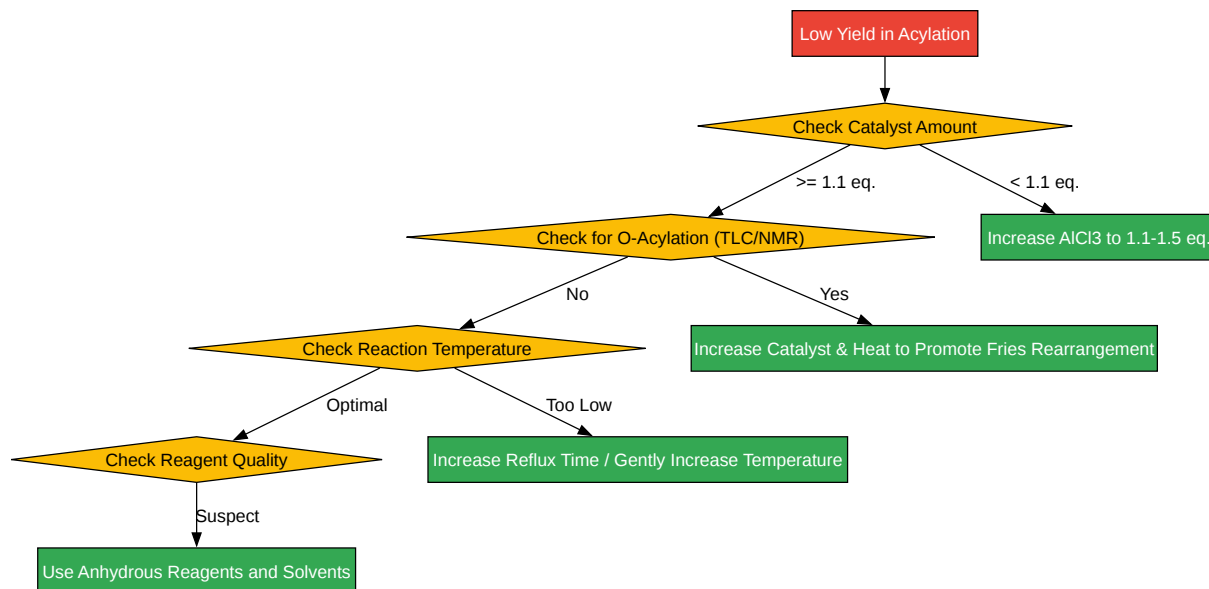 Low Yield in Acylation
Check Catalyst Amount
>= 1.1 eq.
< 1.1 eq.
Check for O-Acylation (TLC/NMR)
Increase AlCl3 to 1.1-1.5 eq.
No
Yes
Check Reaction Temperature
Increase Catalyst & Heat to Promote Fries Rearrangement
Optimal
Too Low
Check Reagent Quality
Increase Reflux Time / Gently Increase Temperature
Suspect
Use Anhydrous Reagents and Solvents